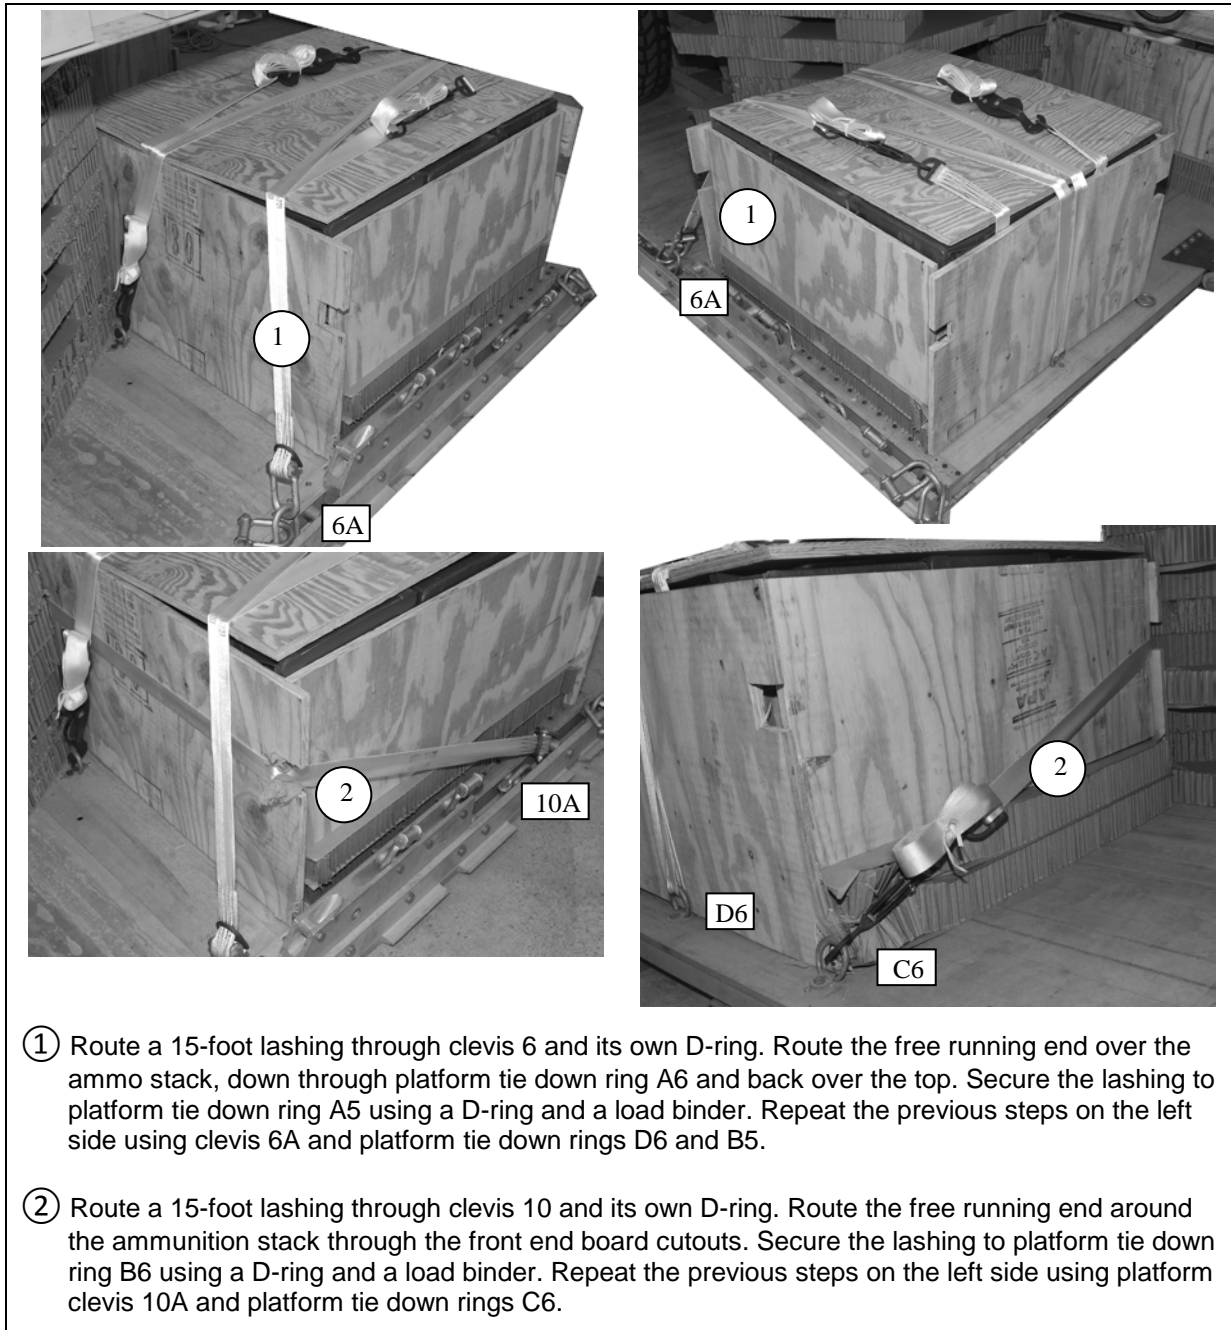 1
6A
1
6A
2
10A
2
D6
C6
① Route a 15-foot lashing through clevis 6 and its own D-ring. Route the free running end over the
ammo stack, down through platform tie down ring A6 and back over the top. Secure the lashing to
platform tie down ring A5 using a D-ring and a load binder. Repeat the previous steps on the left
side using clevis 6A and platform tie down rings D6 and B5.
② Route a 15-foot lashing through clevis 10 and its own D-ring. Route the free running end around
the ammunition stack through the front end board cutouts. Secure the lashing to platform tie down
ring B6 using a D-ring and a load binder. Repeat the previous steps on the left side using platform
clevis 10A and platform tie down rings C6.